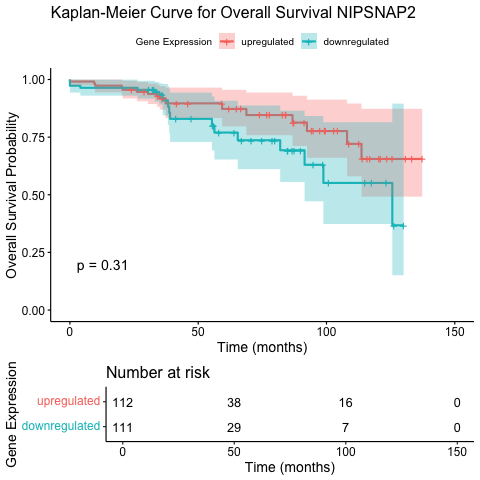 Kaplan-Meier Curve for Overall Survival NIPSNAP2
Gene Expression upregulated downregulated
Overall Survival Probability
1.00
0.75
0.50
0.25
0.00
p = 0.31
0 50 100 150
Time (months)
Number at risk
Gene Expression
upregulated 112 38 16 0
downregulated 111 29 7 0
0 50 100 150
Time (months)